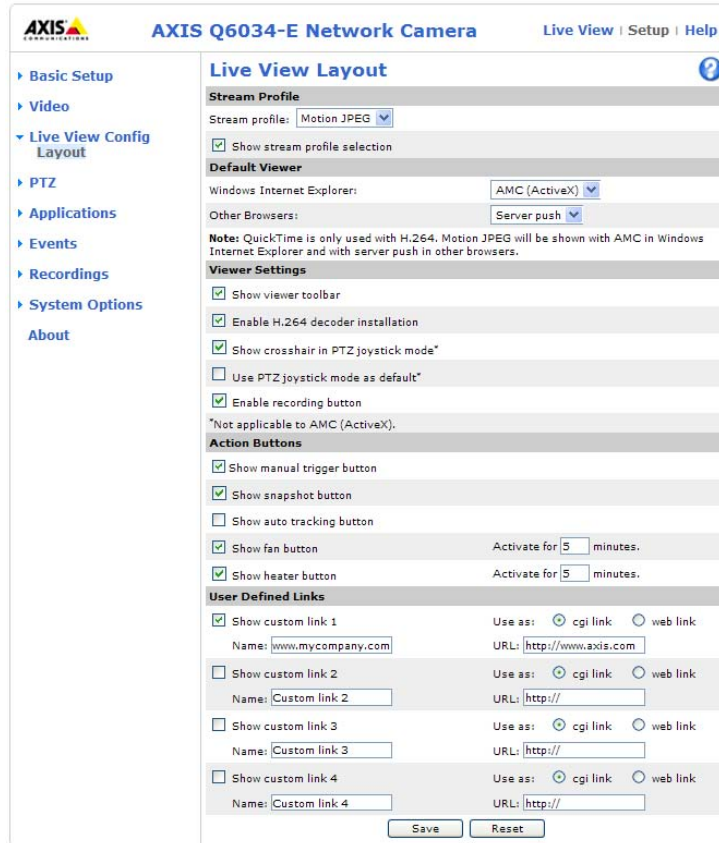 AXIS
COMMUNICATIONS
AXIS Q6034-E Network Camera
Live View | Setup | Help
Basic Setup
Video
Live View Config
Layout
PTZ
Applications
Events
Recordings
System Options
About
Live View Layout
?
Stream Profile
Stream profile: Motion JPEG
Show stream profile selection
Default Viewer
Windows Internet Explorer: AMC (ActiveX)
Other Browsers: Server push
Note: QuickTime is only used with H.264. Motion JPEG will be shown with AMC in Windows
Internet Explorer and with server push in other browsers.
Viewer Settings
Show viewer toolbar
Enable H.264 decoder installation
Show crosshair in PTZ joystick mode*
Use PTZ joystick mode as default*
Enable recording button
*Not applicable to AMC (ActiveX).
Action Buttons
Show manual trigger button
Show snapshot button
Show auto tracking button
Show fan button Activate for 5 minutes.
Show heater button Activate for 5 minutes.
User Defined Links
Show custom link 1 Use as: cgi link web link
Name: www.mycompany.com URL: http://www.axis.com
Show custom link 2 Use as: cgi link web link
Name: Custom link 2 URL: http://
Show custom link 3 Use as: cgi link web link
Name: Custom link 3 URL: http://
Show custom link 4 Use as: cgi link web link
Name: Custom link 4 URL: http://
Save Reset